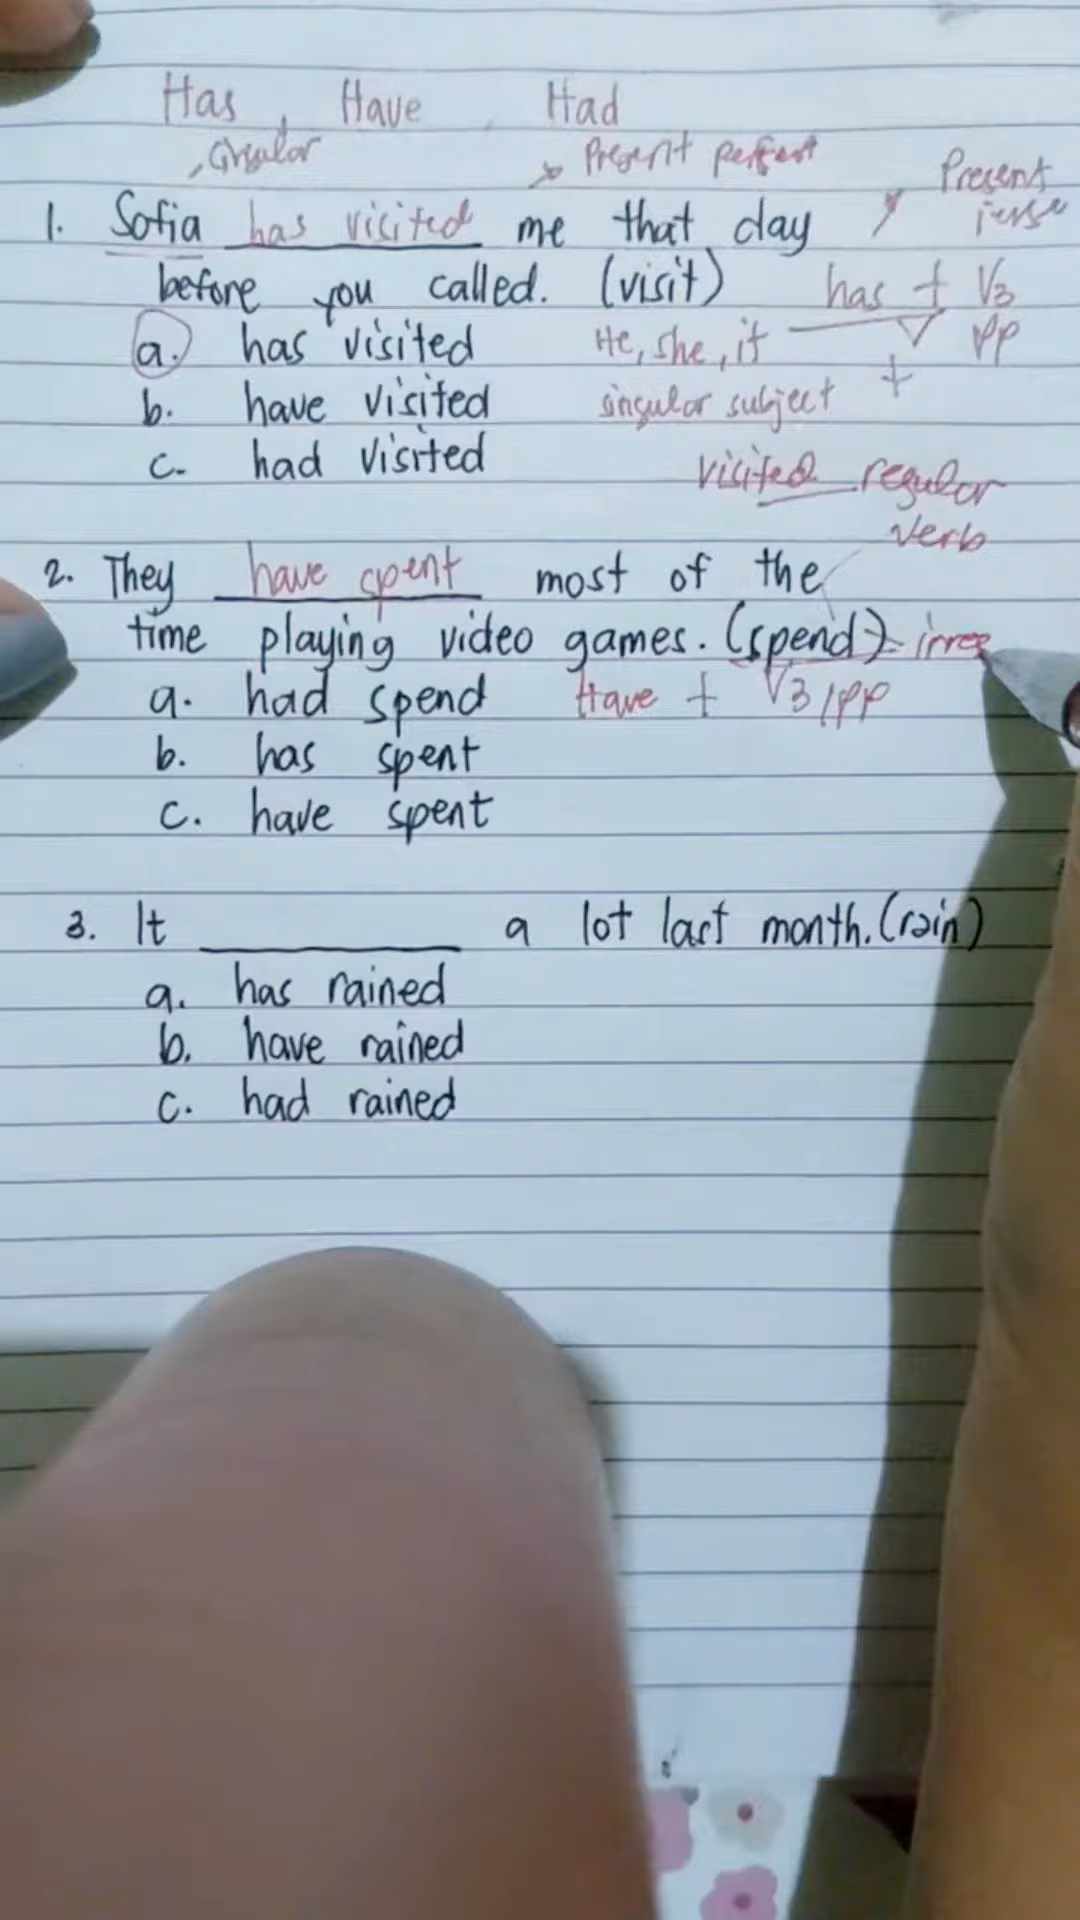 Has , Have Had
Present perfect
Present
1. Sofia has visited me that day
before you called. (visit) has + V3
a. has visited He, she, it PP
+
b. have visited singular subject
c. had visited
visited regular
verb
2. They have spent most of the
time playing video games. (spend) - irreg
a. had spend Have + V3/PP
b. has spent
c. have spent
3. It ____ a lot last month. (rain)
a. has rained
b. have rained
c. had rained